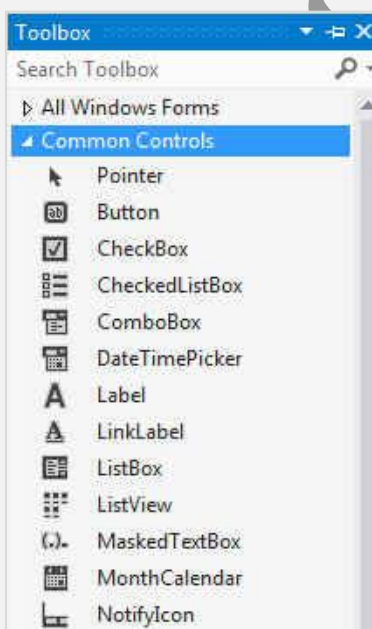 Toolbox
Search Toolbox
All Windows Forms
Common Controls
Pointer
Button
CheckBox
CheckedListBox
ComboBox
DateTimePicker
Label
LinkLabel
ListBox
ListView
MaskedTextBox
MonthCalendar
NotifyIcon